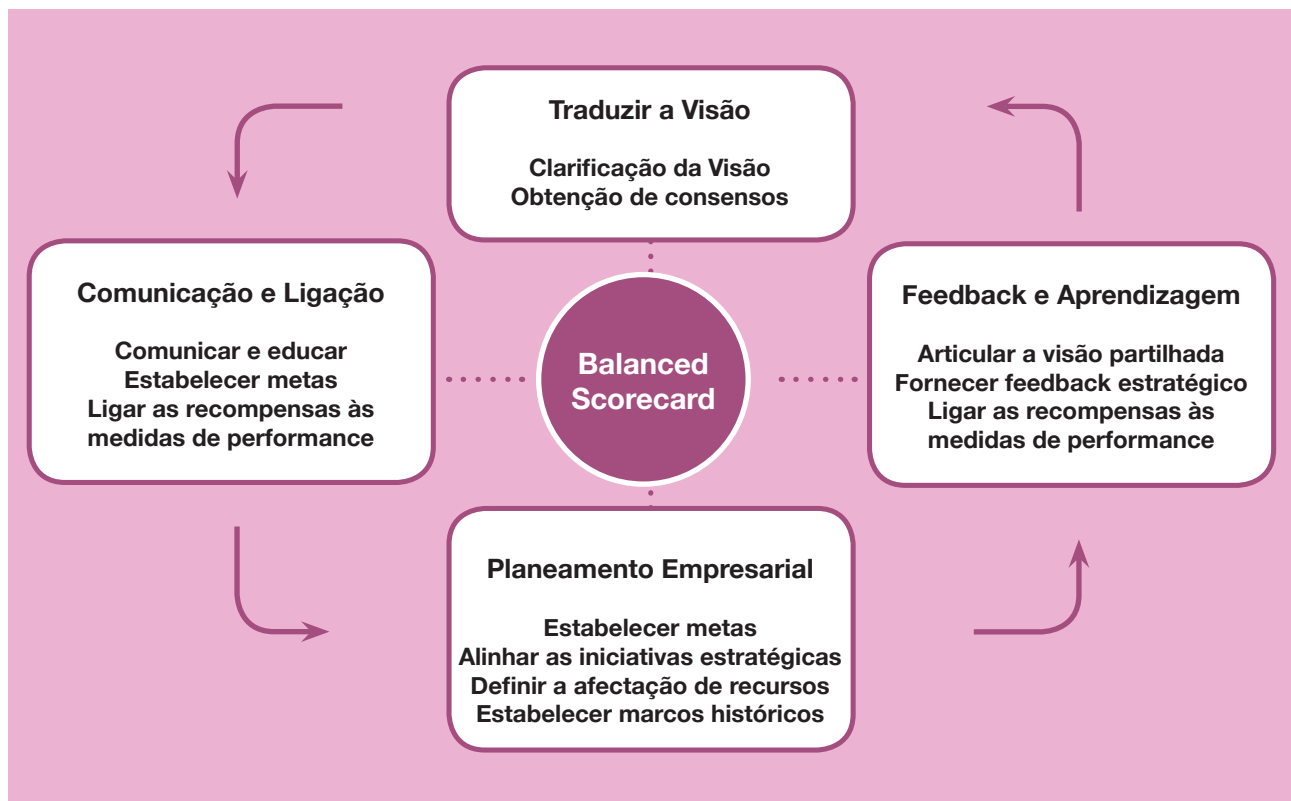 Traduzir a Visão
Clarificação da Visão
Obtenção de consensos
Comunicação e Ligação
Comunicar e educar
Estabelecer metas
Ligar as recompensas às
medidas de performance
Balanced
Scorecard
Feedback e Aprendizagem
Articular a visão partilhada
Fornecer feedback estratégico
Ligar as recompensas às
medidas de performance
Planeamento Empresarial
Estabelecer metas
Alinhar as iniciativas estratégicas
Definir a afectação de recursos
Estabelecer marcos históricos